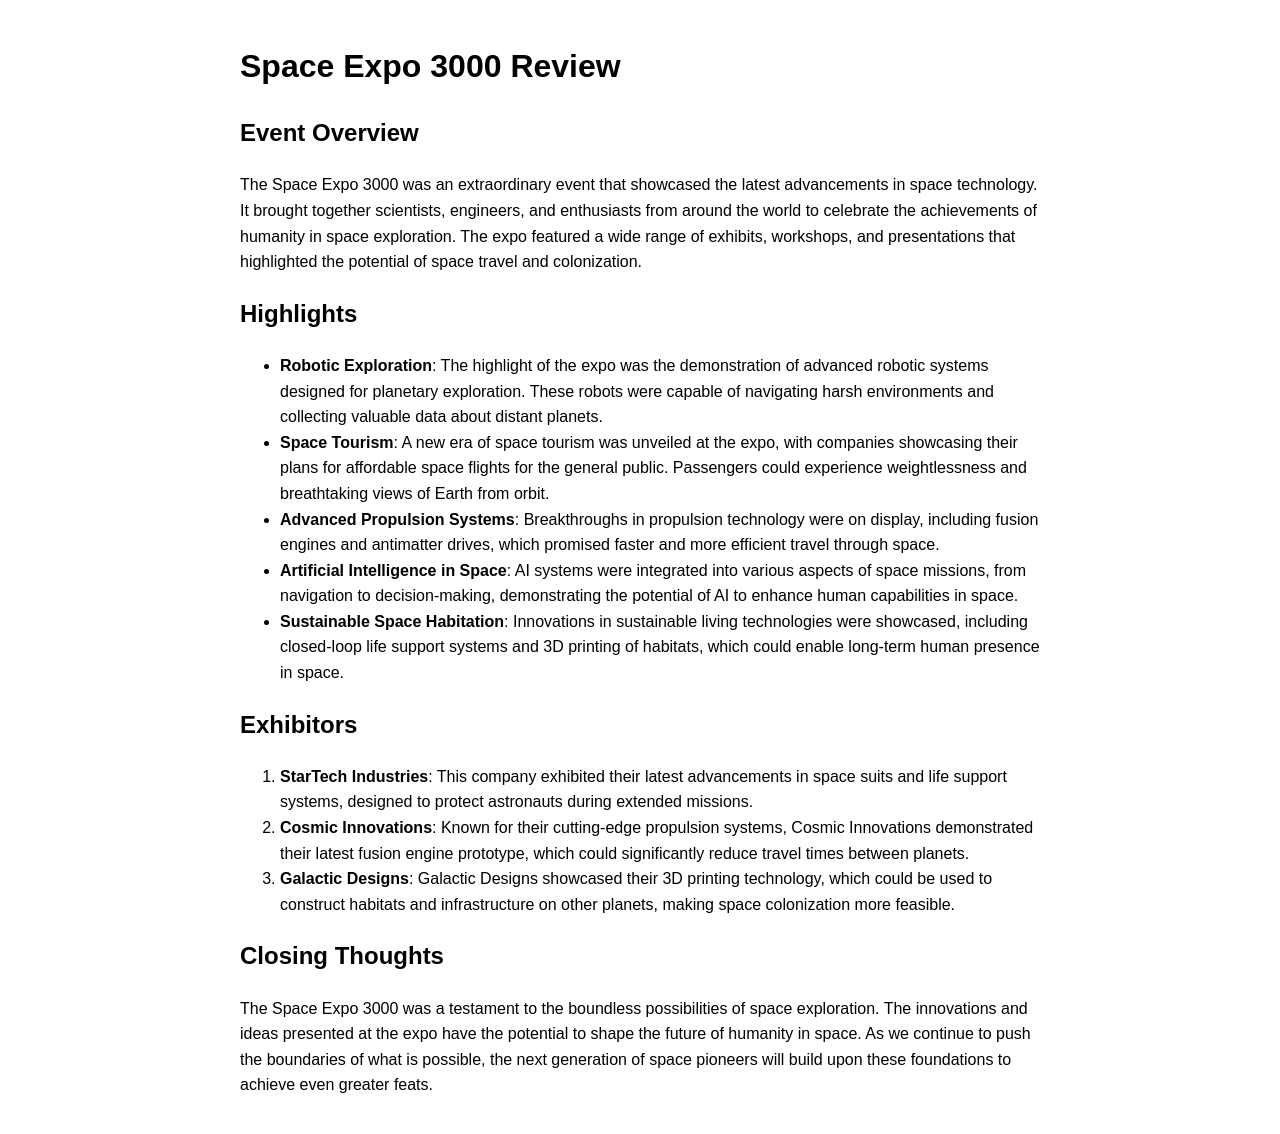 Space Expo 3000 Review
Event Overview
The Space Expo 3000 was an extraordinary event that showcased the latest advancements in space technology.
It brought together scientists, engineers, and enthusiasts from around the world to celebrate the achievements of
humanity in space exploration. The expo featured a wide range of exhibits, workshops, and presentations that
highlighted the potential of space travel and colonization.
Highlights
• Robotic Exploration: The highlight of the expo was the demonstration of advanced robotic systems
designed for planetary exploration. These robots were capable of navigating harsh environments and
collecting valuable data about distant planets.
• Space Tourism: A new era of space tourism was unveiled at the expo, with companies showcasing their
plans for affordable space flights for the general public. Passengers could experience weightlessness and
breathtaking views of Earth from orbit.
• Advanced Propulsion Systems: Breakthroughs in propulsion technology were on display, including fusion
engines and antimatter drives, which promised faster and more efficient travel through space.
• Artificial Intelligence in Space: AI systems were integrated into various aspects of space missions, from
navigation to decision-making, demonstrating the potential of AI to enhance human capabilities in space.
• Sustainable Space Habitation: Innovations in sustainable living technologies were showcased, including
closed-loop life support systems and 3D printing of habitats, which could enable long-term human presence
in space.
Exhibitors
1. StarTech Industries: This company exhibited their latest advancements in space suits and life support
systems, designed to protect astronauts during extended missions.
2. Cosmic Innovations: Known for their cutting-edge propulsion systems, Cosmic Innovations demonstrated
their latest fusion engine prototype, which could significantly reduce travel times between planets.
3. Galactic Designs: Galactic Designs showcased their 3D printing technology, which could be used to
construct habitats and infrastructure on other planets, making space colonization more feasible.
Closing Thoughts
The Space Expo 3000 was a testament to the boundless possibilities of space exploration. The innovations and
ideas presented at the expo have the potential to shape the future of humanity in space. As we continue to push
the boundaries of what is possible, the next generation of space pioneers will build upon these foundations to
achieve even greater feats.